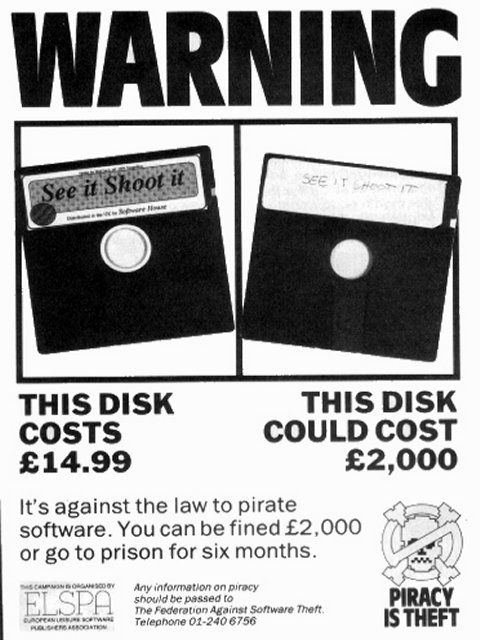 WARNING
See it Shoot it
Distributed in the UK by Software House
SEE IT SHOOT IT
THIS DISK
COSTS
£14.99
THIS DISK
COULD COST
£2,000
It's against the law to pirate
software. You can be fined £2,000
or go to prison for six months.
THIS CAMPAIGN IS ORGANISED BY
ELSPA
EUROPEAN LEISURE SOFTWARE
PUBLISHERS ASSOCIATION
Any information on piracy
should be passed to
The Federation Against Software Theft.
Telephone 01-240 6756
PIRACY
IS THEFT